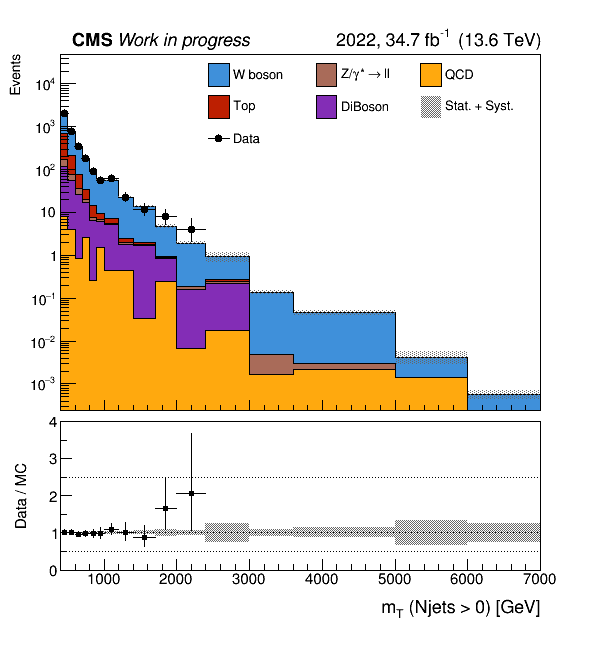 CMS Work in progress 2022, 34.7 fb⁻¹ (13.6 TeV)
Events
W boson Z/γ* → ll QCD
Top DiBoson Stat. + Syst.
Data
10⁴
10³
10²
10
1
10⁻¹
10⁻²
10⁻³
Data / MC
4
3
2
1
0
1000 2000 3000 4000 5000 6000 7000
m_T (Njets > 0) [GeV]